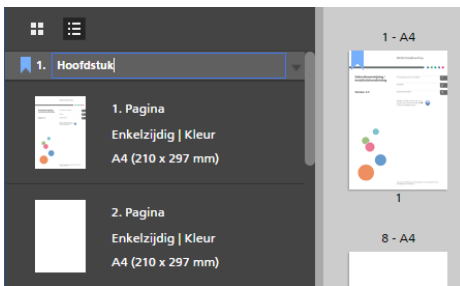 1. Hoofdstuk
1. Pagina
Enkelzijdig | Kleur
A4 (210 x 297 mm)
2. Pagina
Enkelzijdig | Kleur
A4 (210 x 297 mm)
1 - A4
1
8 - A4